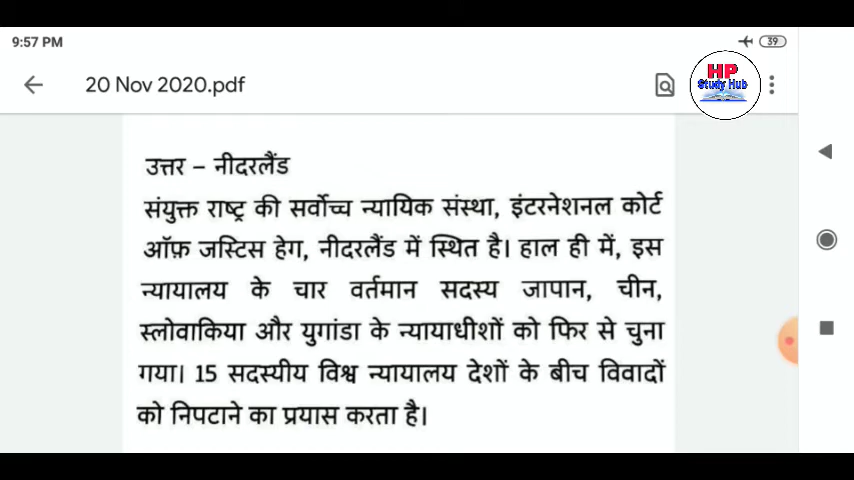 9:57 PM
39
20 Nov 2020.pdf
HP
Study Hub
उत्तर – नीदरलैंड
संयुक्त राष्ट्र की सर्वोच्च न्यायिक संस्था, इंटरनेशनल कोर्ट
ऑफ़ जस्टिस हेग, नीदरलैंड में स्थित है। हाल ही में, इस
न्यायालय के चार वर्तमान सदस्य जापान, चीन,
स्लोवाकिया और युगांडा के न्यायाधीशों को फिर से चुना
गया। 15 सदस्यीय विश्व न्यायालय देशों के बीच विवादों
को निपटाने का प्रयास करता है।